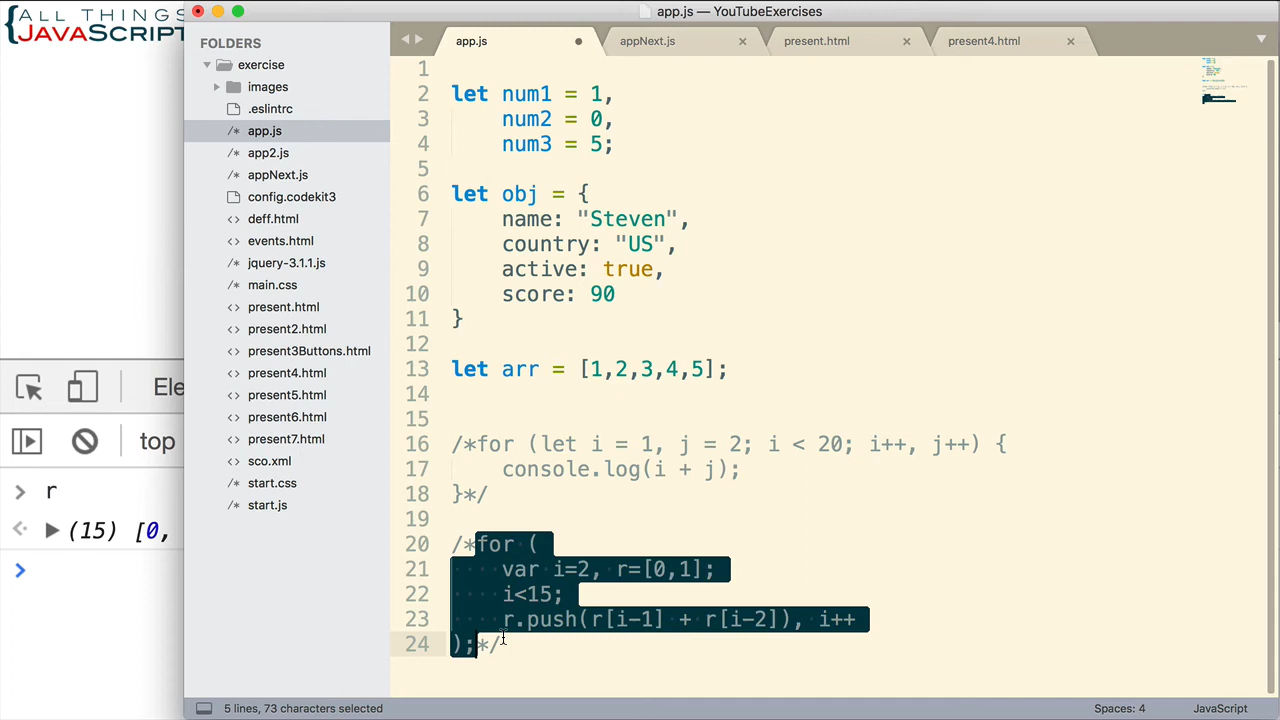 {ALL THINGS
JAVASCRIPT
app.js — YouTubeExercises
FOLDERS
exercise
images
.eslintrc
app.js
app2.js
appNext.js
config.codekit3
deff.html
events.html
jquery-3.1.1.js
main.css
present.html
present2.html
present3Buttons.html
present4.html
present5.html
present6.html
present7.html
sco.xml
start.css
start.js
app.js
appNext.js
present.html
present4.html
1
2 let num1 = 1,
3 num2 = 0,
4 num3 = 5;
5
6 let obj = {
7 name: "Steven",
8 country: "US",
9 active: true,
10 score: 90
11 }
12
13 let arr = [1,2,3,4,5];
14
15
16 /*for (let i = 1, j = 2; i < 20; i++, j++) {
17 console.log(i + j);
18 }*/
19
20 /*for (
21 var i=2, r=[0,1];
22 i<15;
23 r.push(r[i-1] + r[i-2]), i++
24 );*/
Ele
top
> r
(15) [0,
>
5 lines, 73 characters selected
Spaces: 4
JavaScript